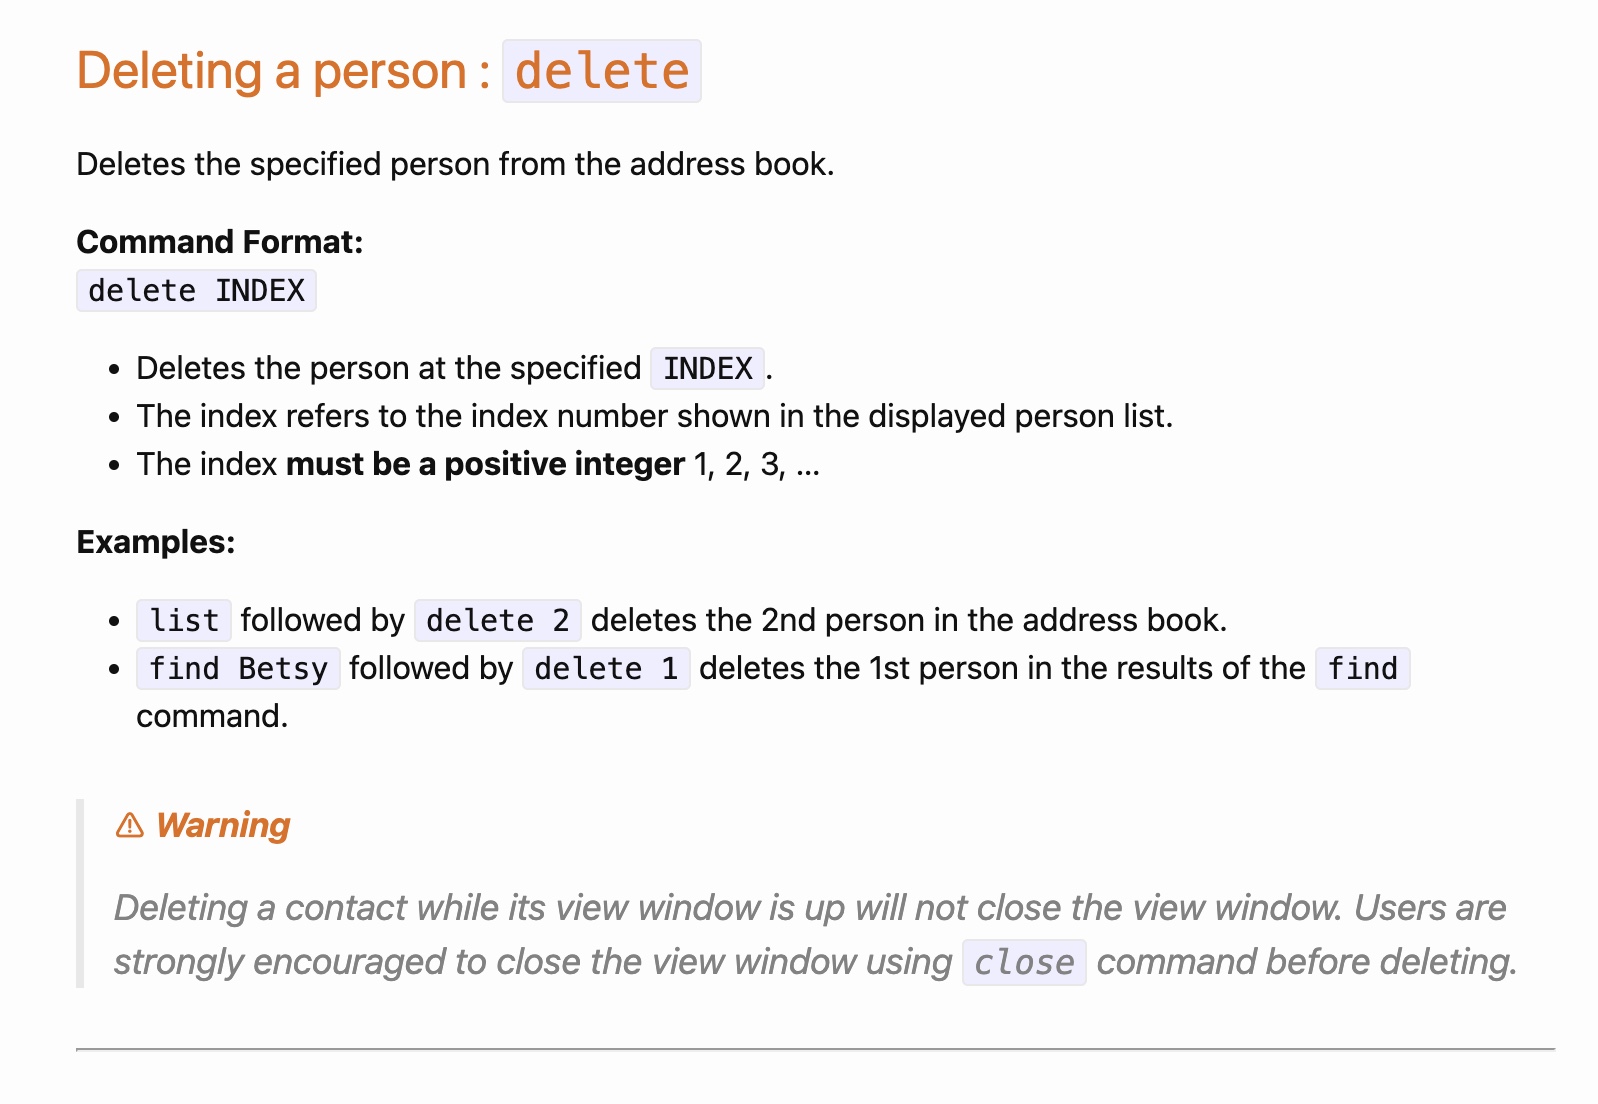 Deleting a person : delete
Deletes the specified person from the address book.
Command Format:
delete INDEX
• Deletes the person at the specified INDEX.
• The index refers to the index number shown in the displayed person list.
• The index must be a positive integer 1, 2, 3, …
Examples:
• list followed by delete 2 deletes the 2nd person in the address book.
• find Betsy followed by delete 1 deletes the 1st person in the results of the find
command.
⚠ Warning
Deleting a contact while its view window is up will not close the view window. Users are
strongly encouraged to close the view window using close command before deleting.